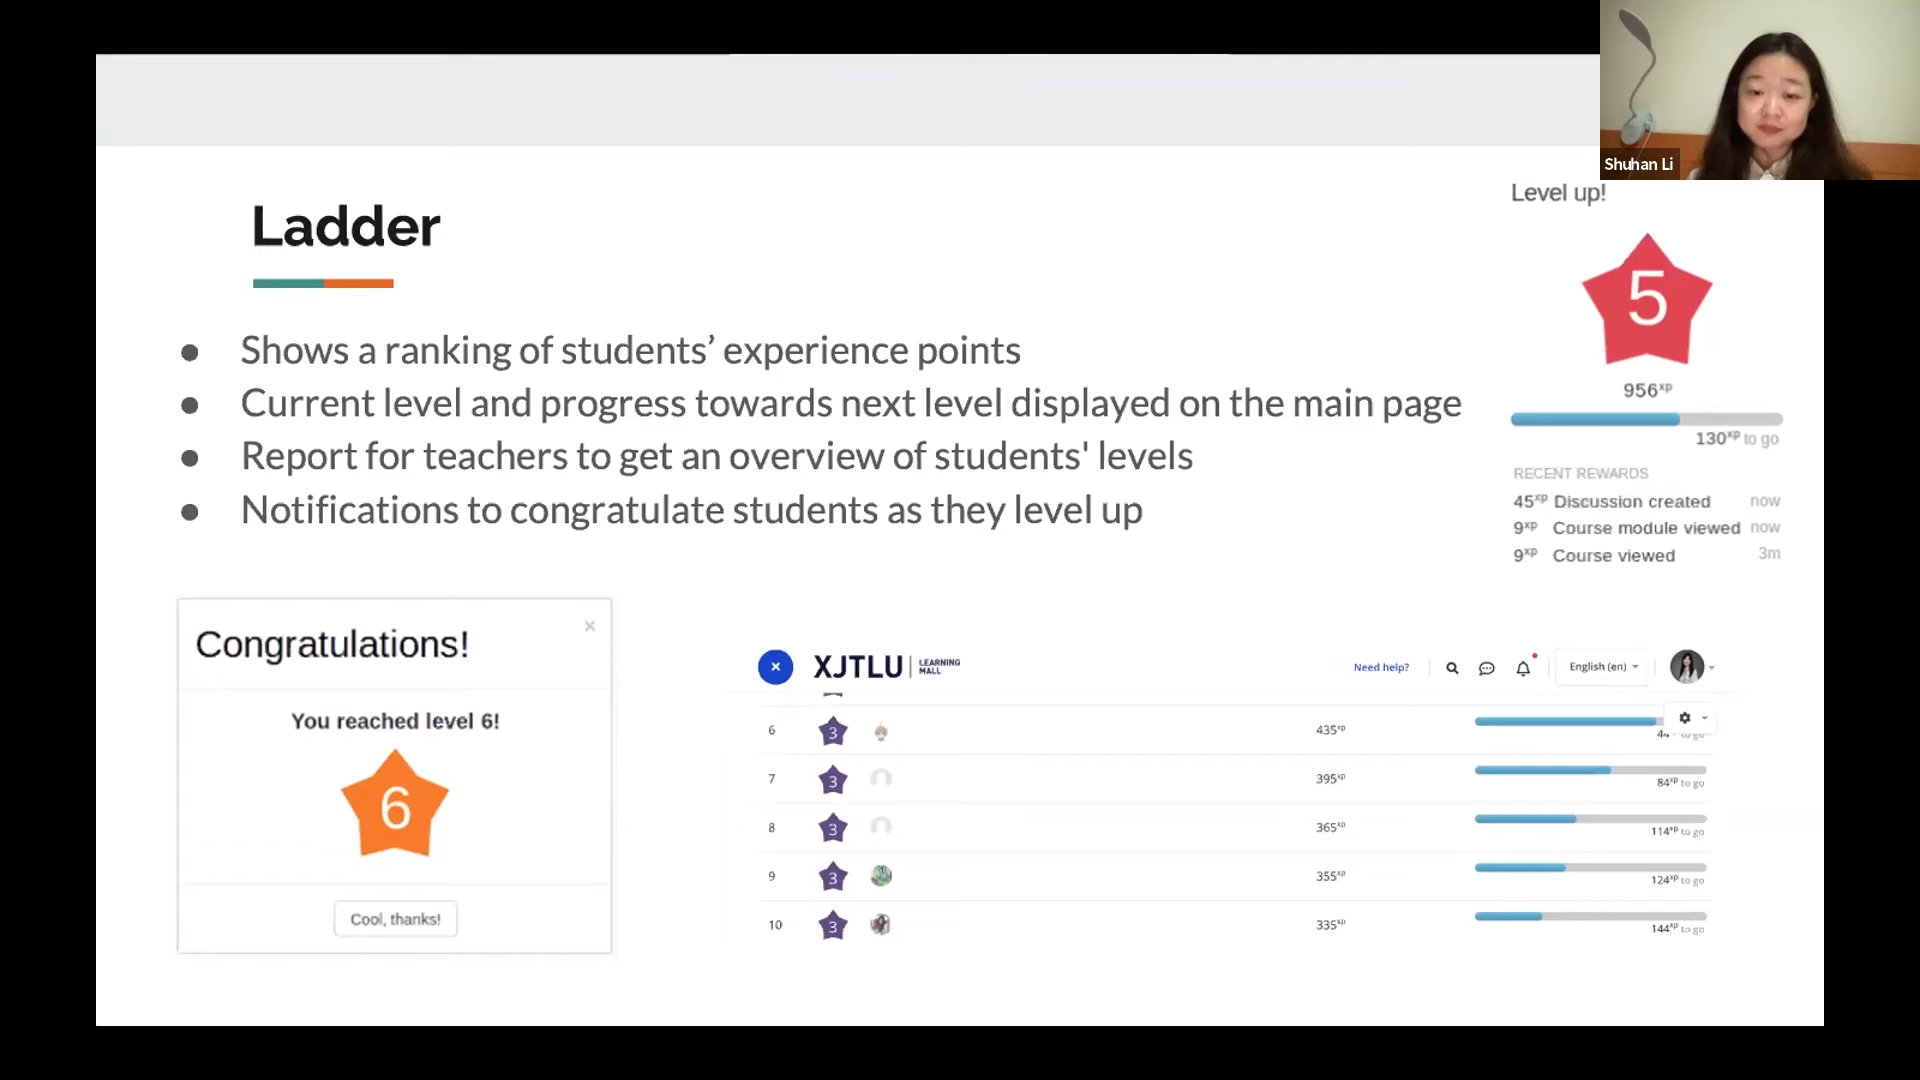 Shuhan Li
Ladder
● Shows a ranking of students’ experience points
● Current level and progress towards next level displayed on the main page
● Report for teachers to get an overview of students' levels
● Notifications to congratulate students as they level up
Level up!
5
956xp
130xp to go
RECENT REWARDS
45xp Discussion created now
9xp Course module viewed now
9xp Course viewed 3m
Congratulations! ×
You reached level 6!
6
Cool, thanks!
XJTLU LEARNING
MALL
Need help?
English (en)
6 3 435xp
7 3 395xp 84xp to go
8 3 365xp 114xp to go
9 3 355xp 124xp to go
10 3 335xp 144xp to go